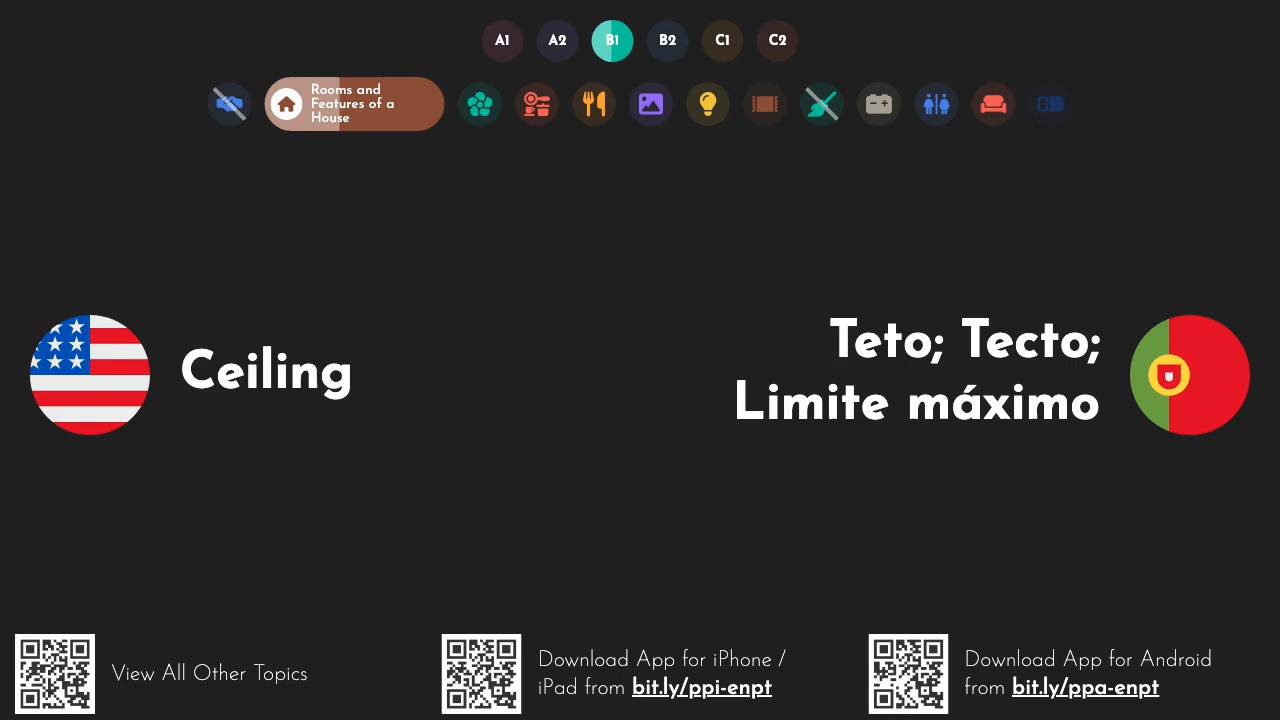 A1 A2 B1 B2 C1 C2
Rooms and
Features of a
House
Ceiling
Teto; Tecto;
Limite máximo
View All Other Topics
Download App for iPhone /
iPad from bit.ly/ppi-enpt
Download App for Android
from bit.ly/ppa-enpt